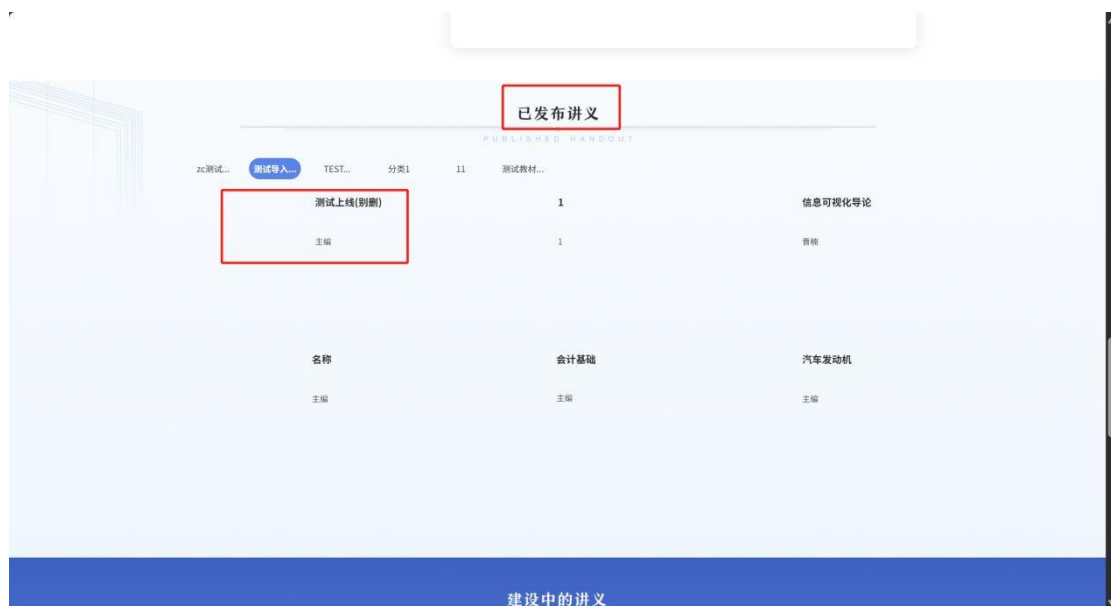 已发布讲义
PUBLISHED HANDOUT
zc测试... 测试导入... TEST... 分类1 11 测试教材...
测试上线(别删) 1 信息可视化导论
主编 1 曹楠
名称 会计基础 汽车发动机
主编 主编 主编
建设中的讲义